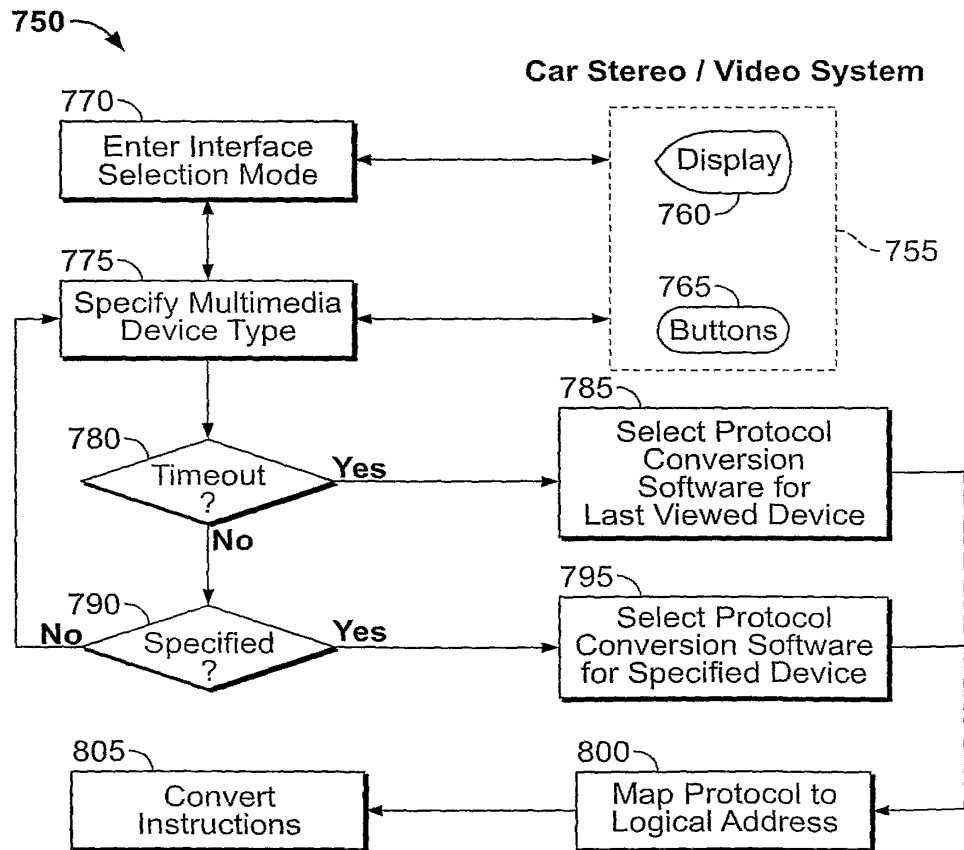 750
Car Stereo / Video System
770
Enter Interface
Selection Mode
Display
760
755
775
Specify Multimedia
Device Type
765
Buttons
780
Timeout
?
Yes
No
785
Select Protocol
Conversion
Software for
Last Viewed Device
790
No
Specified
?
Yes
795
Select Protocol
Conversion Software
for Specified Device
805
Convert
Instructions
800
Map Protocol to
Logical Address